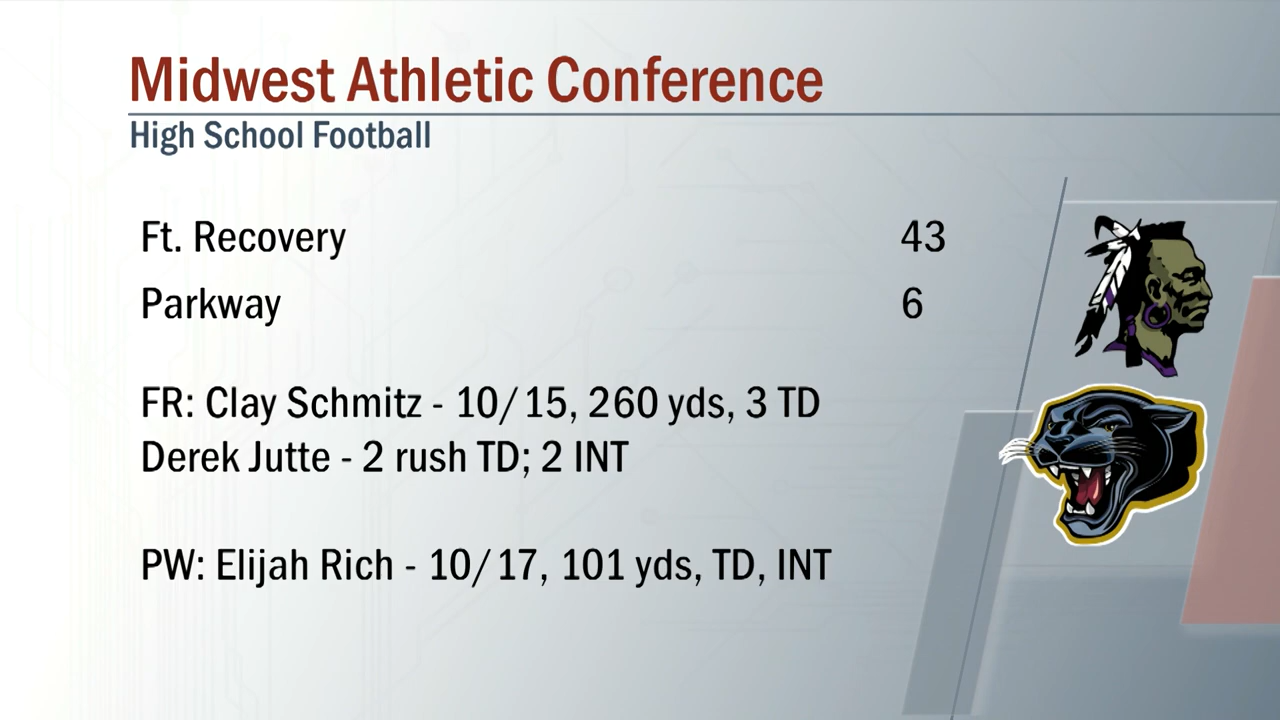 Midwest Athletic Conference
High School Football
Ft. Recovery 43
Parkway 6
FR: Clay Schmitz - 10/15, 260 yds, 3 TD
Derek Jutte - 2 rush TD; 2 INT
PW: Elijah Rich - 10/17, 101 yds, TD, INT